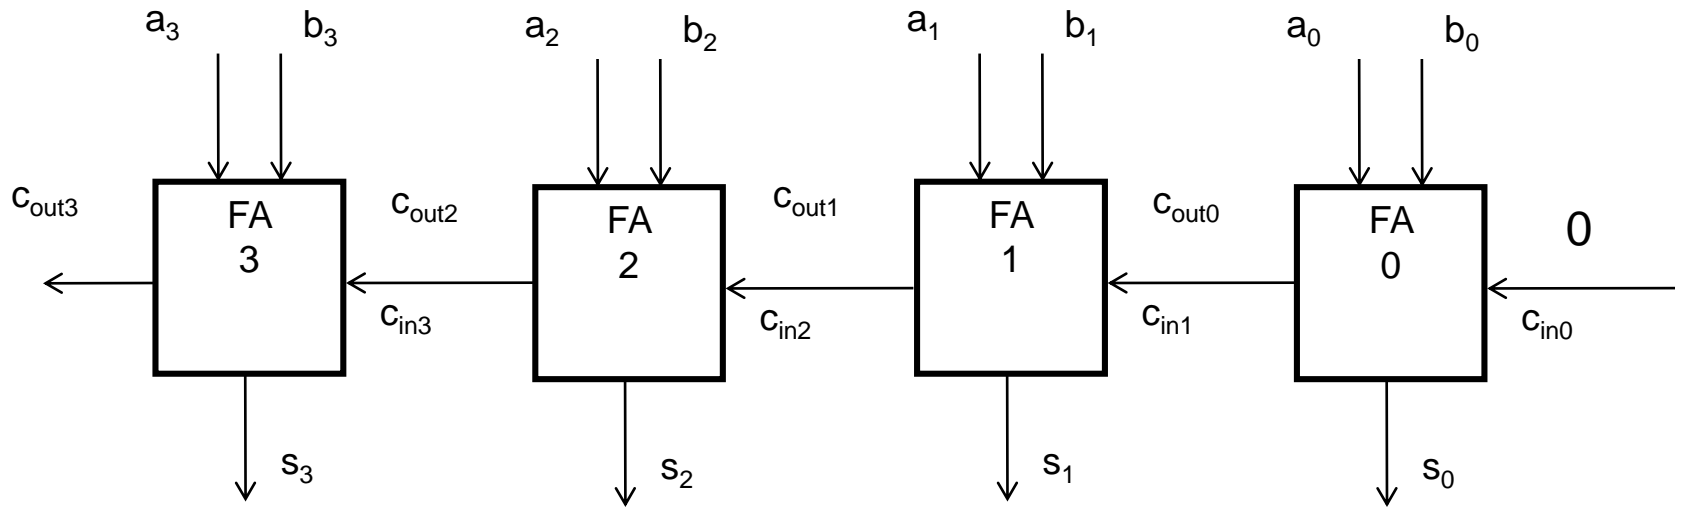 a3 b3 a2 b2 a1 b1 a0 b0
cout3 FA 3 cout2 FA 2 cout1 FA 1 cout0 FA 0 0
cin3 cin2 cin1 cin0
s3 s2 s1 s0